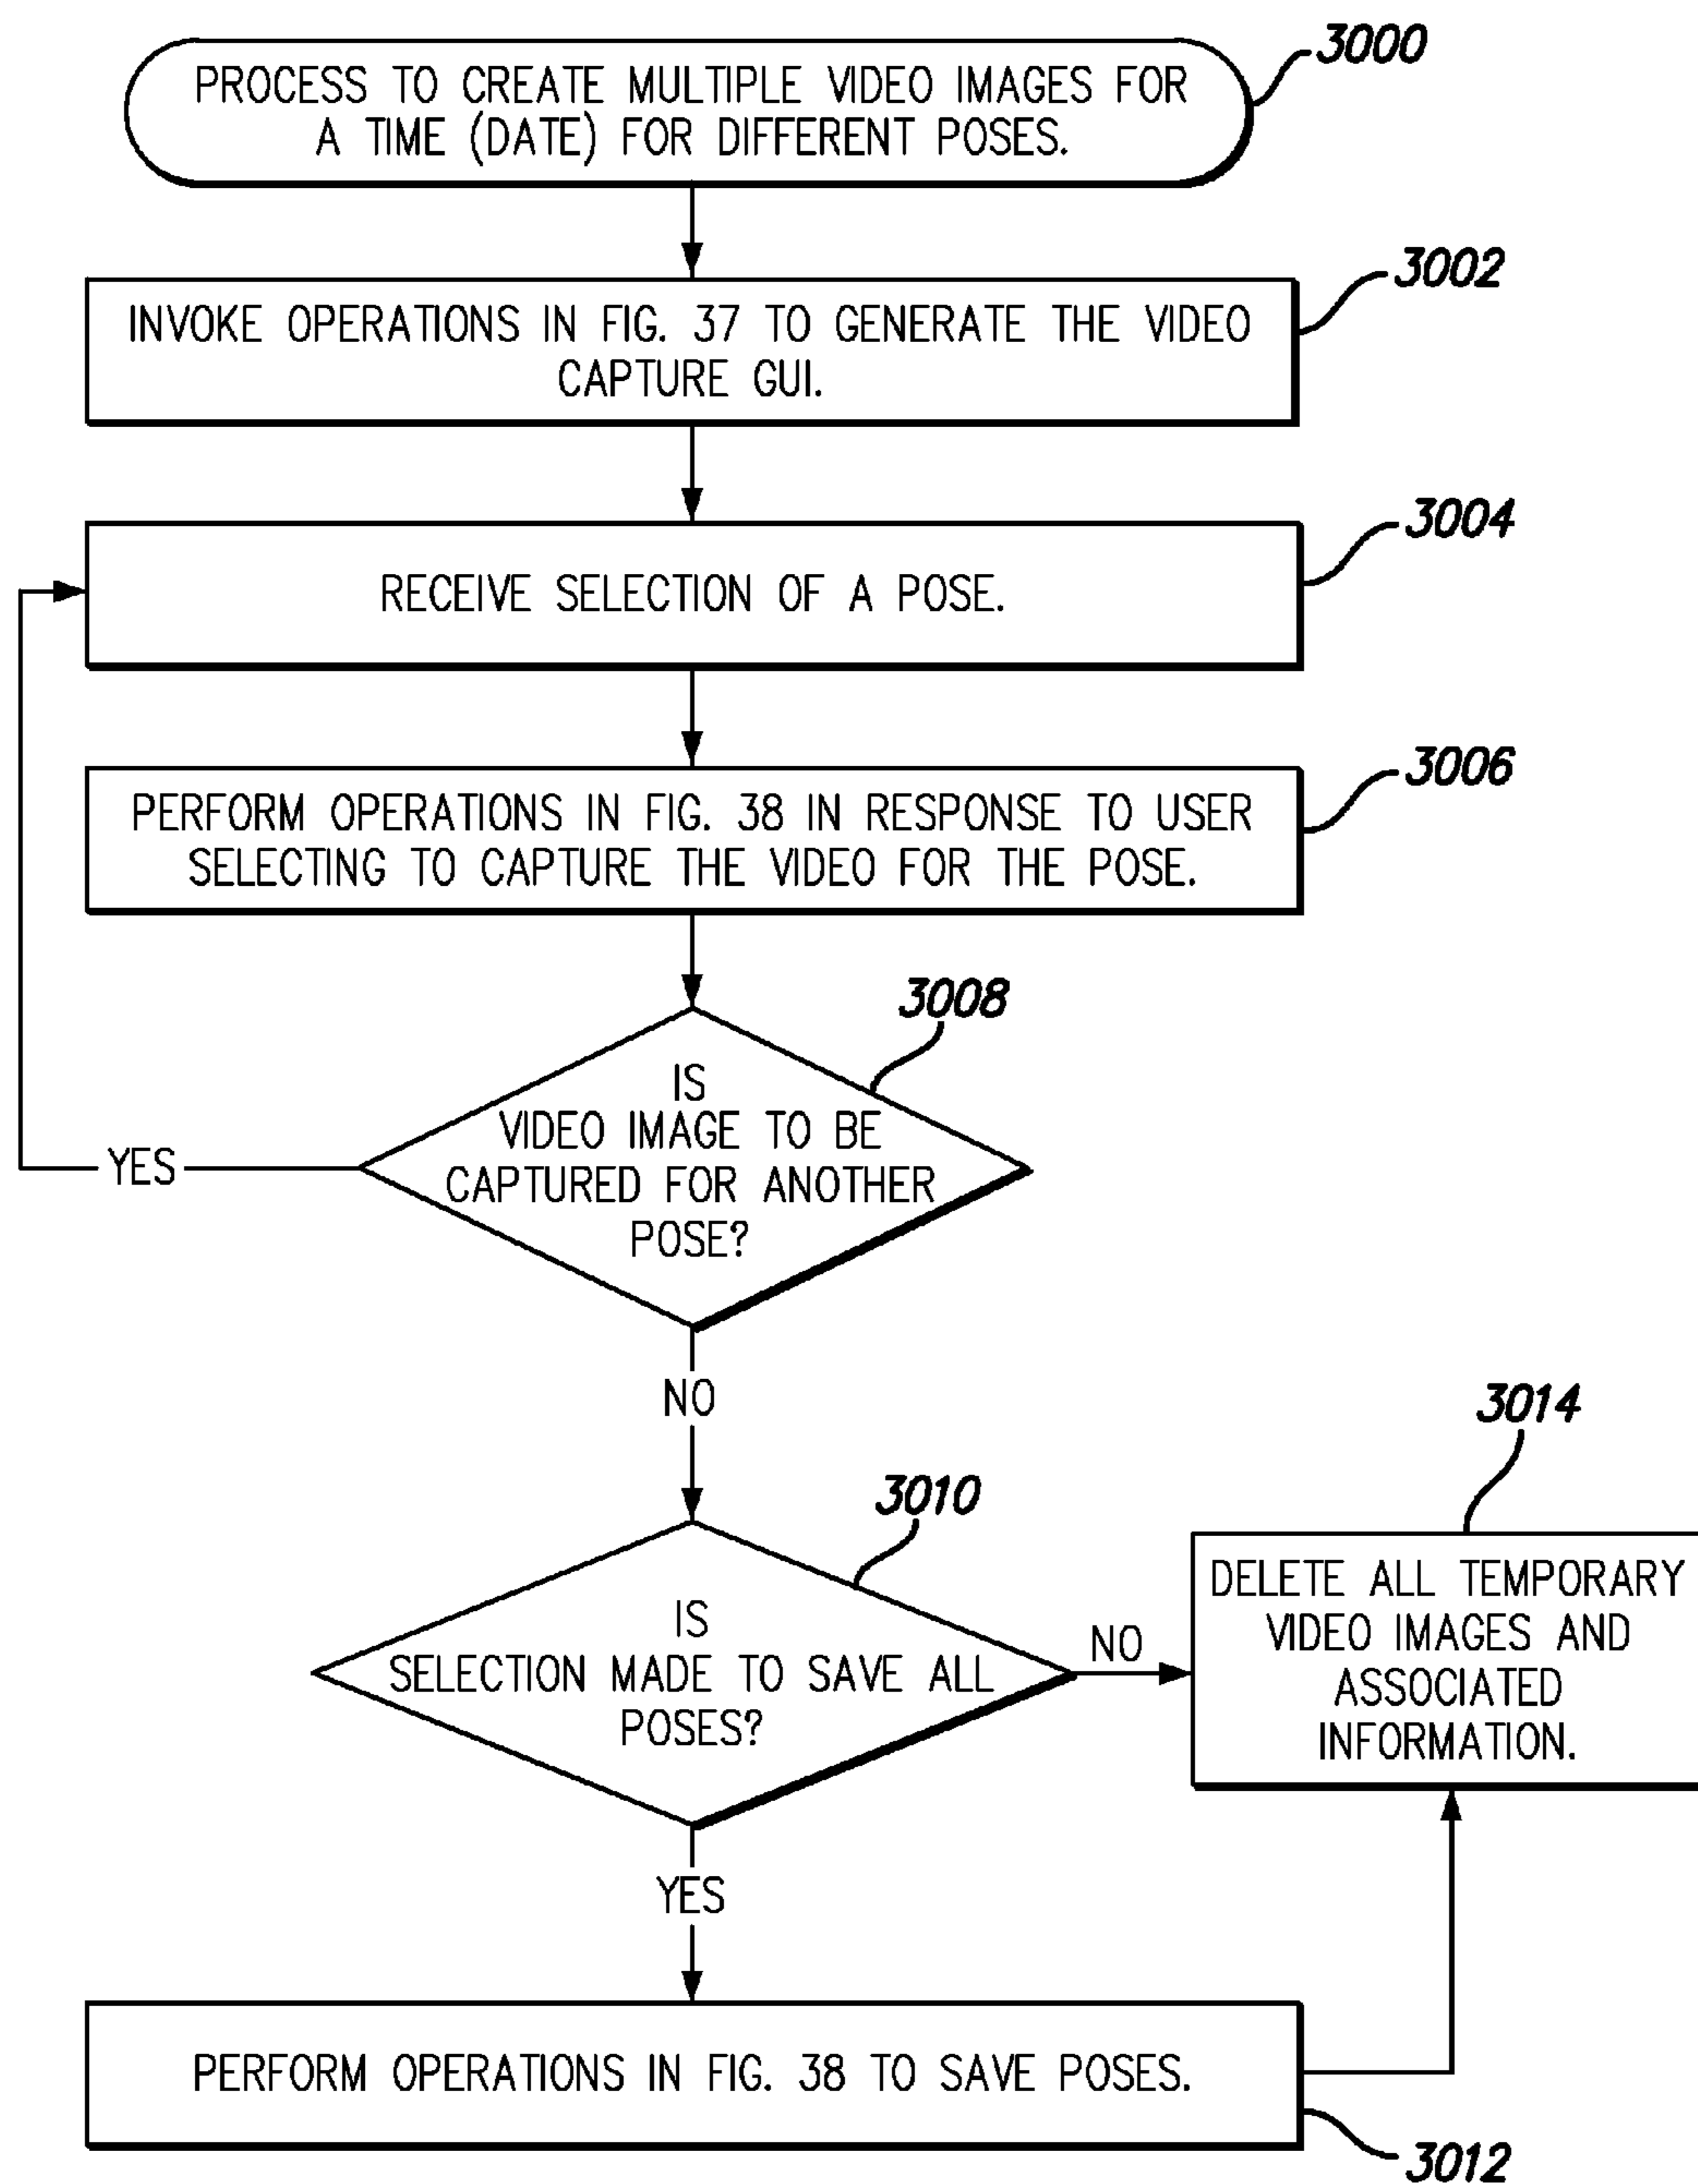 3000
PROCESS TO CREATE MULTIPLE VIDEO IMAGES FOR
A TIME (DATE) FOR DIFFERENT POSES.
3002
INVOKE OPERATIONS IN FIG. 37 TO GENERATE THE VIDEO
CAPTURE GUI.
3004
RECEIVE SELECTION OF A POSE.
3006
PERFORM OPERATIONS IN FIG. 38 IN RESPONSE TO USER
SELECTING TO CAPTURE THE VIDEO FOR THE POSE.
3008
IS
VIDEO IMAGE TO BE
CAPTURED FOR ANOTHER
POSE?
YES
NO
3010
IS
SELECTION MADE TO SAVE ALL
POSES?
NO
3014
DELETE ALL TEMPORARY
VIDEO IMAGES AND
ASSOCIATED
INFORMATION.
YES
PERFORM OPERATIONS IN FIG. 38 TO SAVE POSES.
3012